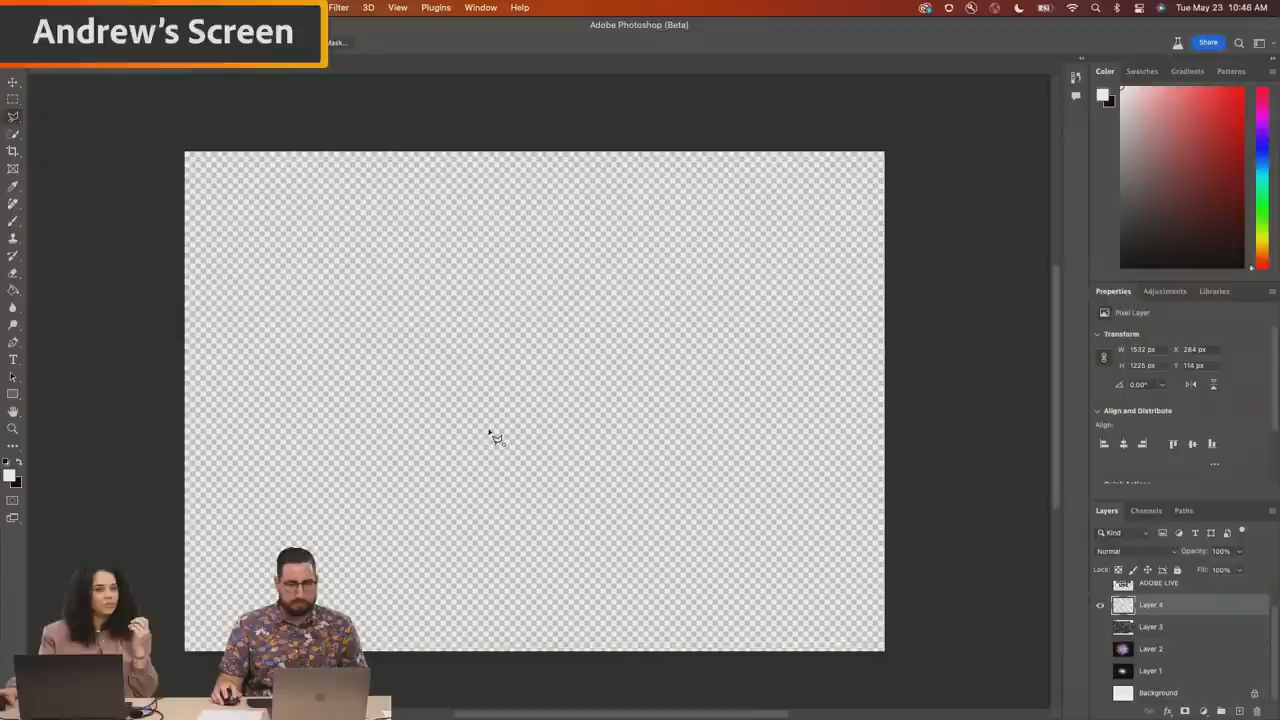 Andrew's Screen
Filter 3D View Plugins Window Help
Tue May 23 10:46 AM
Adobe Photoshop (Beta)
Mask...
Share
Color Swatches Gradients Patterns
Properties Adjustments Libraries
Pixel Layer
Transform
W 1532 px X 284 px
H 1225 px Y 114 px
0.00°
Align and Distribute
Align:
Layers Channels Paths
Kind
Normal Opacity: 100%
Lock: Fill: 100%
ADOBE LIVE
Layer 4
Layer 3
Layer 2
Layer 1
Background